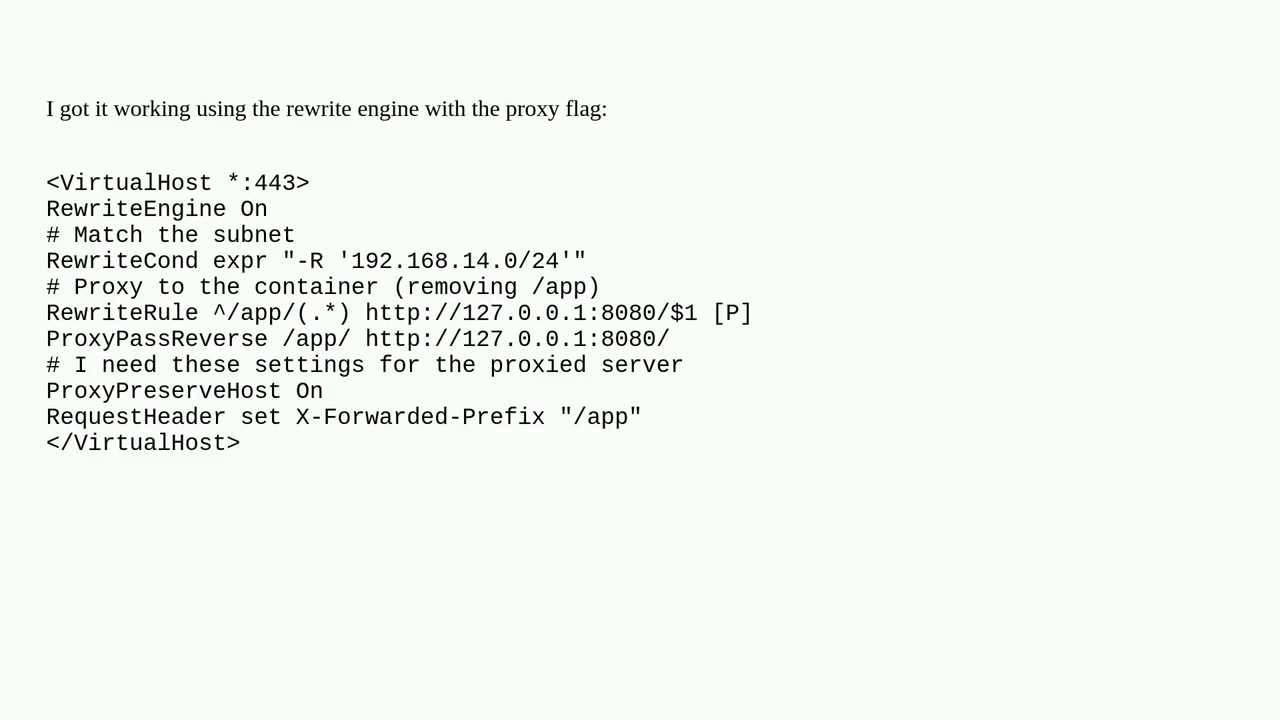 I got it working using the rewrite engine with the proxy flag:
<VirtualHost *:443>
RewriteEngine On
# Match the subnet
RewriteCond expr "-R '192.168.14.0/24'"
# Proxy to the container (removing /app)
RewriteRule ^/app/(.*) http://127.0.0.1:8080/$1 [P]
ProxyPassReverse /app/ http://127.0.0.1:8080/
# I need these settings for the proxied server
ProxyPreserveHost On
RequestHeader set X-Forwarded-Prefix "/app"
</VirtualHost>